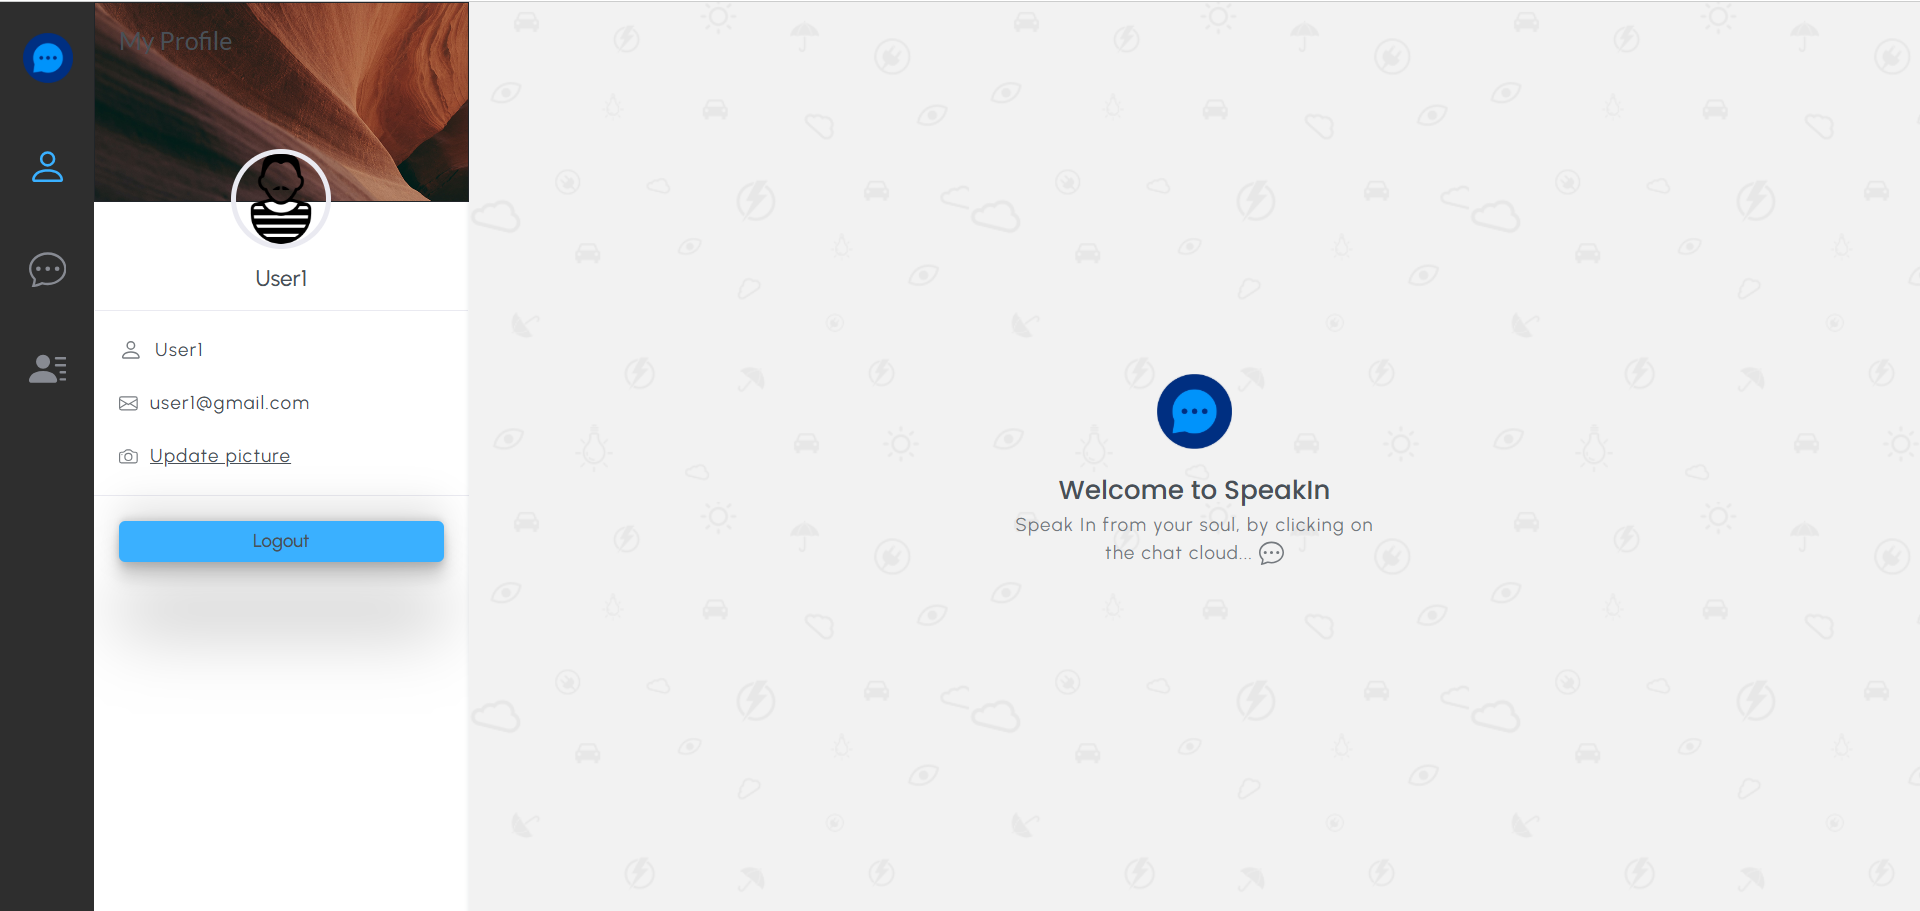 My Profile
User1
User1
user1@gmail.com
Update picture
Logout
Welcome to SpeakIn
Speak In from your soul, by clicking on
the chat cloud...